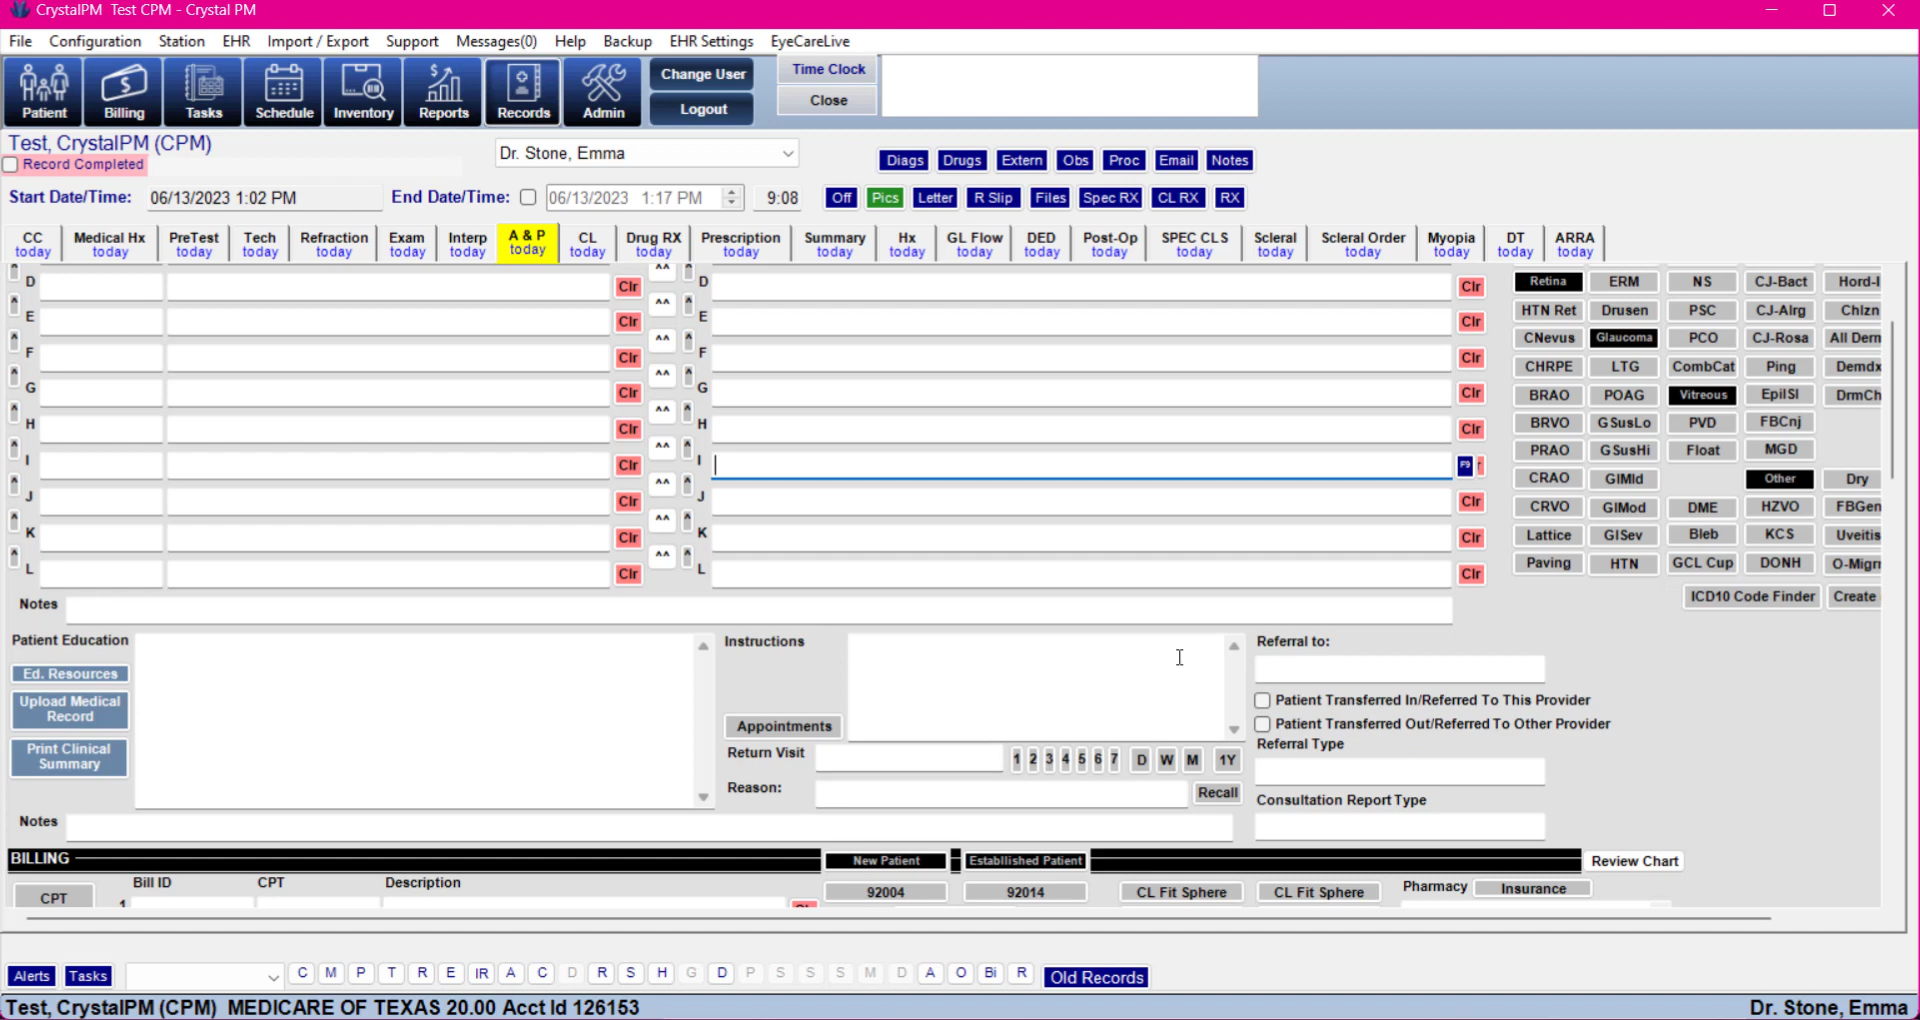 CrystalPM Test CPM - Crystal PM
File Configuration Station EHR Import / Export Support Messages(0) Help Backup EHR Settings EyeCareLive
Patient Billing Tasks Schedule Inventory Reports Records Admin Change User Logout Time Clock Close
Test, CrystalPM (CPM)
Record Completed
Dr. Stone, Emma
Diags Drugs Extern Obs Proc Email Notes
Start Date/Time: 06/13/2023 1:02 PM End Date/Time: 06/13/2023 1:17 PM 9:08 Off Pics Letter R Slip Files Spec RX CL RX RX
CC Medical Hx PreTest Tech Refraction Exam Interp A & P CL Drug RX Prescription Summary Hx GL Flow DED Post-Op SPEC CLS Scleral Scleral Order Myopia DT ARRA
today today today today today today today today today today today today today today today today today today today today today today
D Clr ^^ D Clr Retina ERM NS CJ-Bact Hord-I
E Clr ^^ E Clr HTN Ret Drusen PSC CJ-Alrg Chlzn
F Clr ^^ F Clr CNevus Glaucoma PCO CJ-Rosa All Derm
G Clr ^^ G Clr CHRPE LTG CombCat Ping Demdx
BRAO POAG Vitreous EpilSI DrmCh
H Clr ^^ H Clr BRVO GSusLo PVD FBCnj
I Clr ^^ I F9 PRAO GSusHi Float MGD
CRAO GlMld Other Dry
J Clr ^^ J Clr CRVO GlMod DME HZVO FBGen
K Clr ^^ K Clr Lattice GlSev Bleb KCS Uveitis
L Clr ^^ L Clr Paving HTN GCL Cup DONH O-Migr
Notes ICD10 Code Finder Create
Patient Education Instructions Referral to:
Ed. Resources
Upload Medical
Record
Patient Transferred In/Referred To This Provider
Appointments Patient Transferred Out/Referred To Other Provider
Print Clinical
Summary
Return Visit 1 2 3 4 5 6 7 D W M 1Y Referral Type
Reason: Recall Consultation Report Type
Notes
BILLING New Patient Establlished Patient Review Chart
Bill ID CPT Description
CPT 1 92004 92014 CL Fit Sphere CL Fit Sphere Pharmacy Insurance
Alerts Tasks C M P T R E IR A C D R S H G D P S S S M D A O Bi R Old Records
Test, CrystalPM (CPM) MEDICARE OF TEXAS 20.00 Acct Id 126153 Dr. Stone, Emma